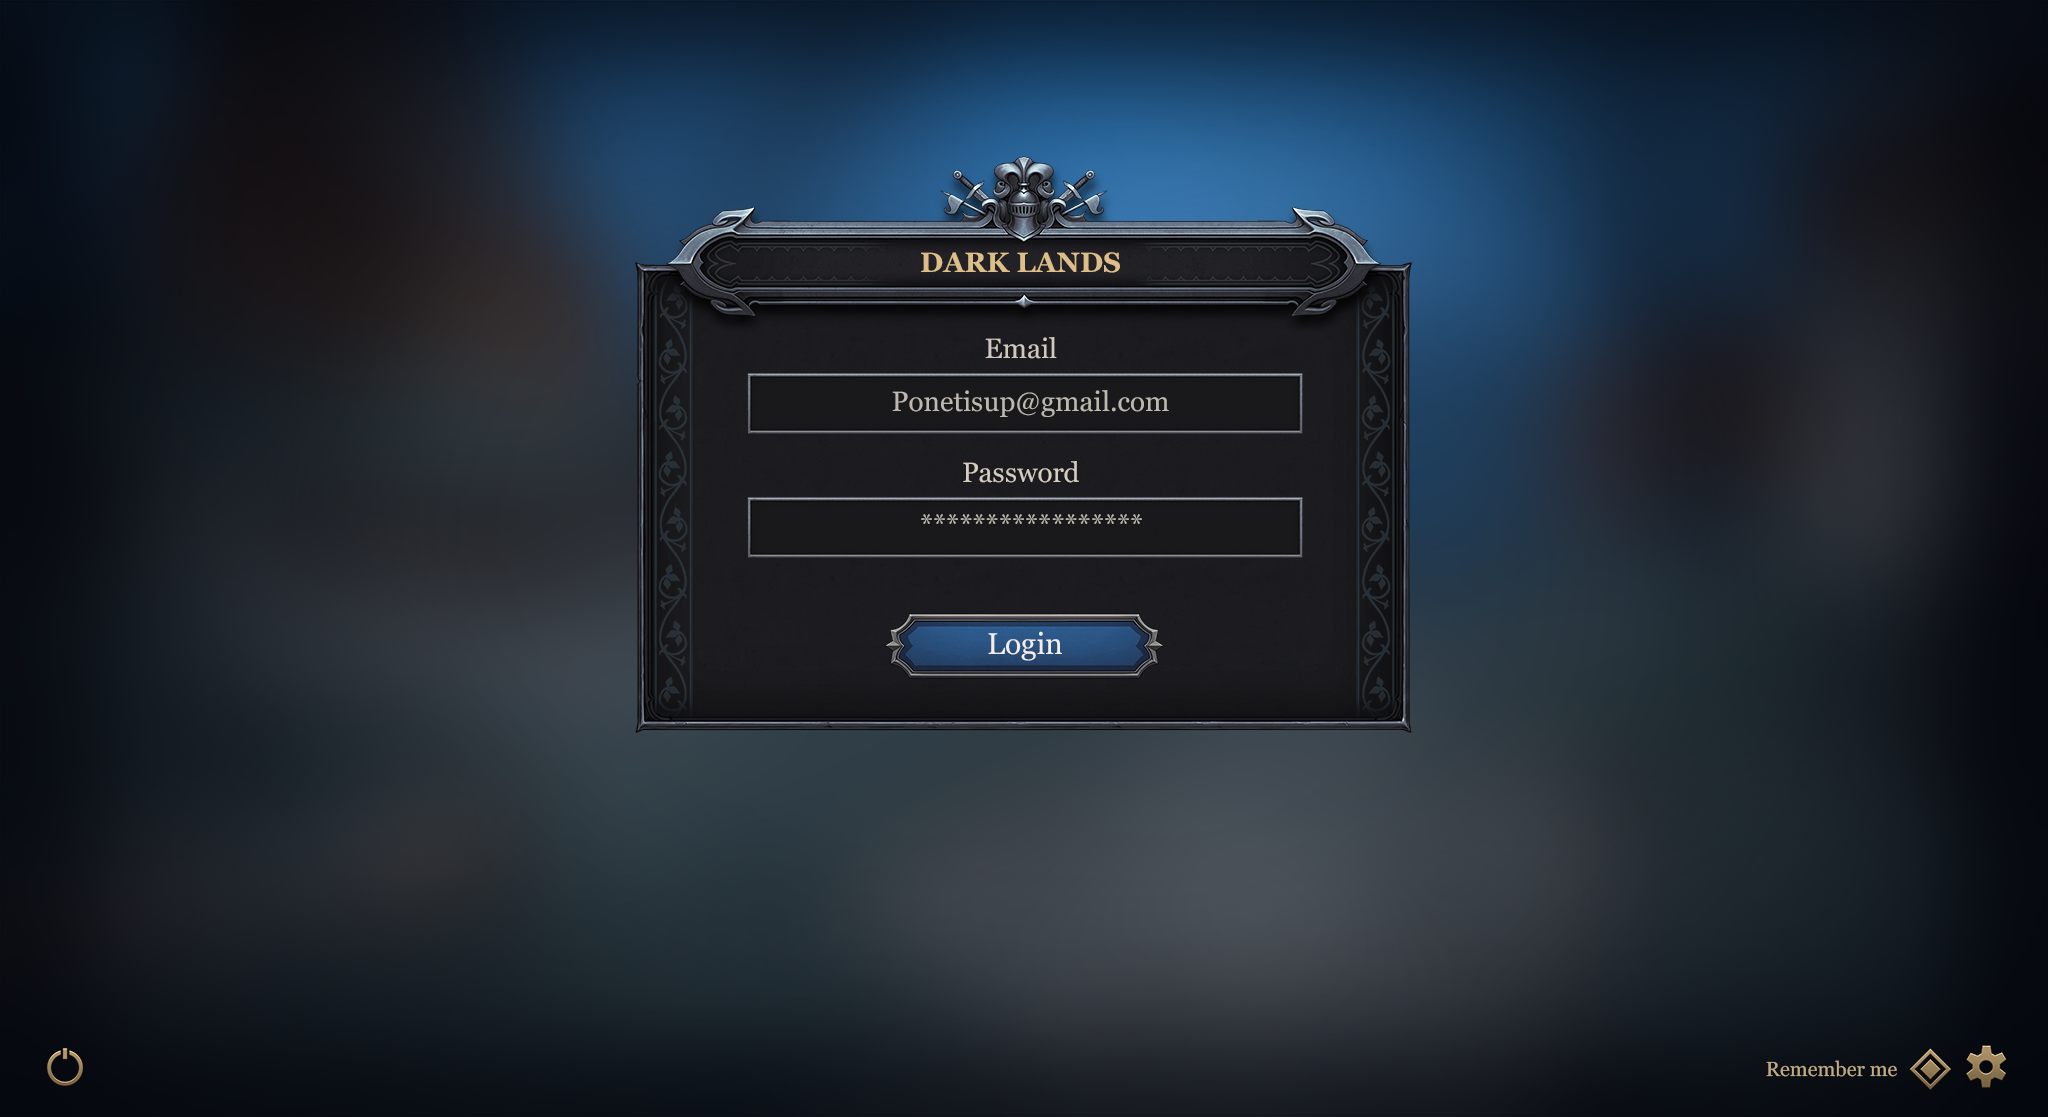 DARK LANDS
Email
Ponetisup@gmail.com
Password
*****************
Login
Remember me